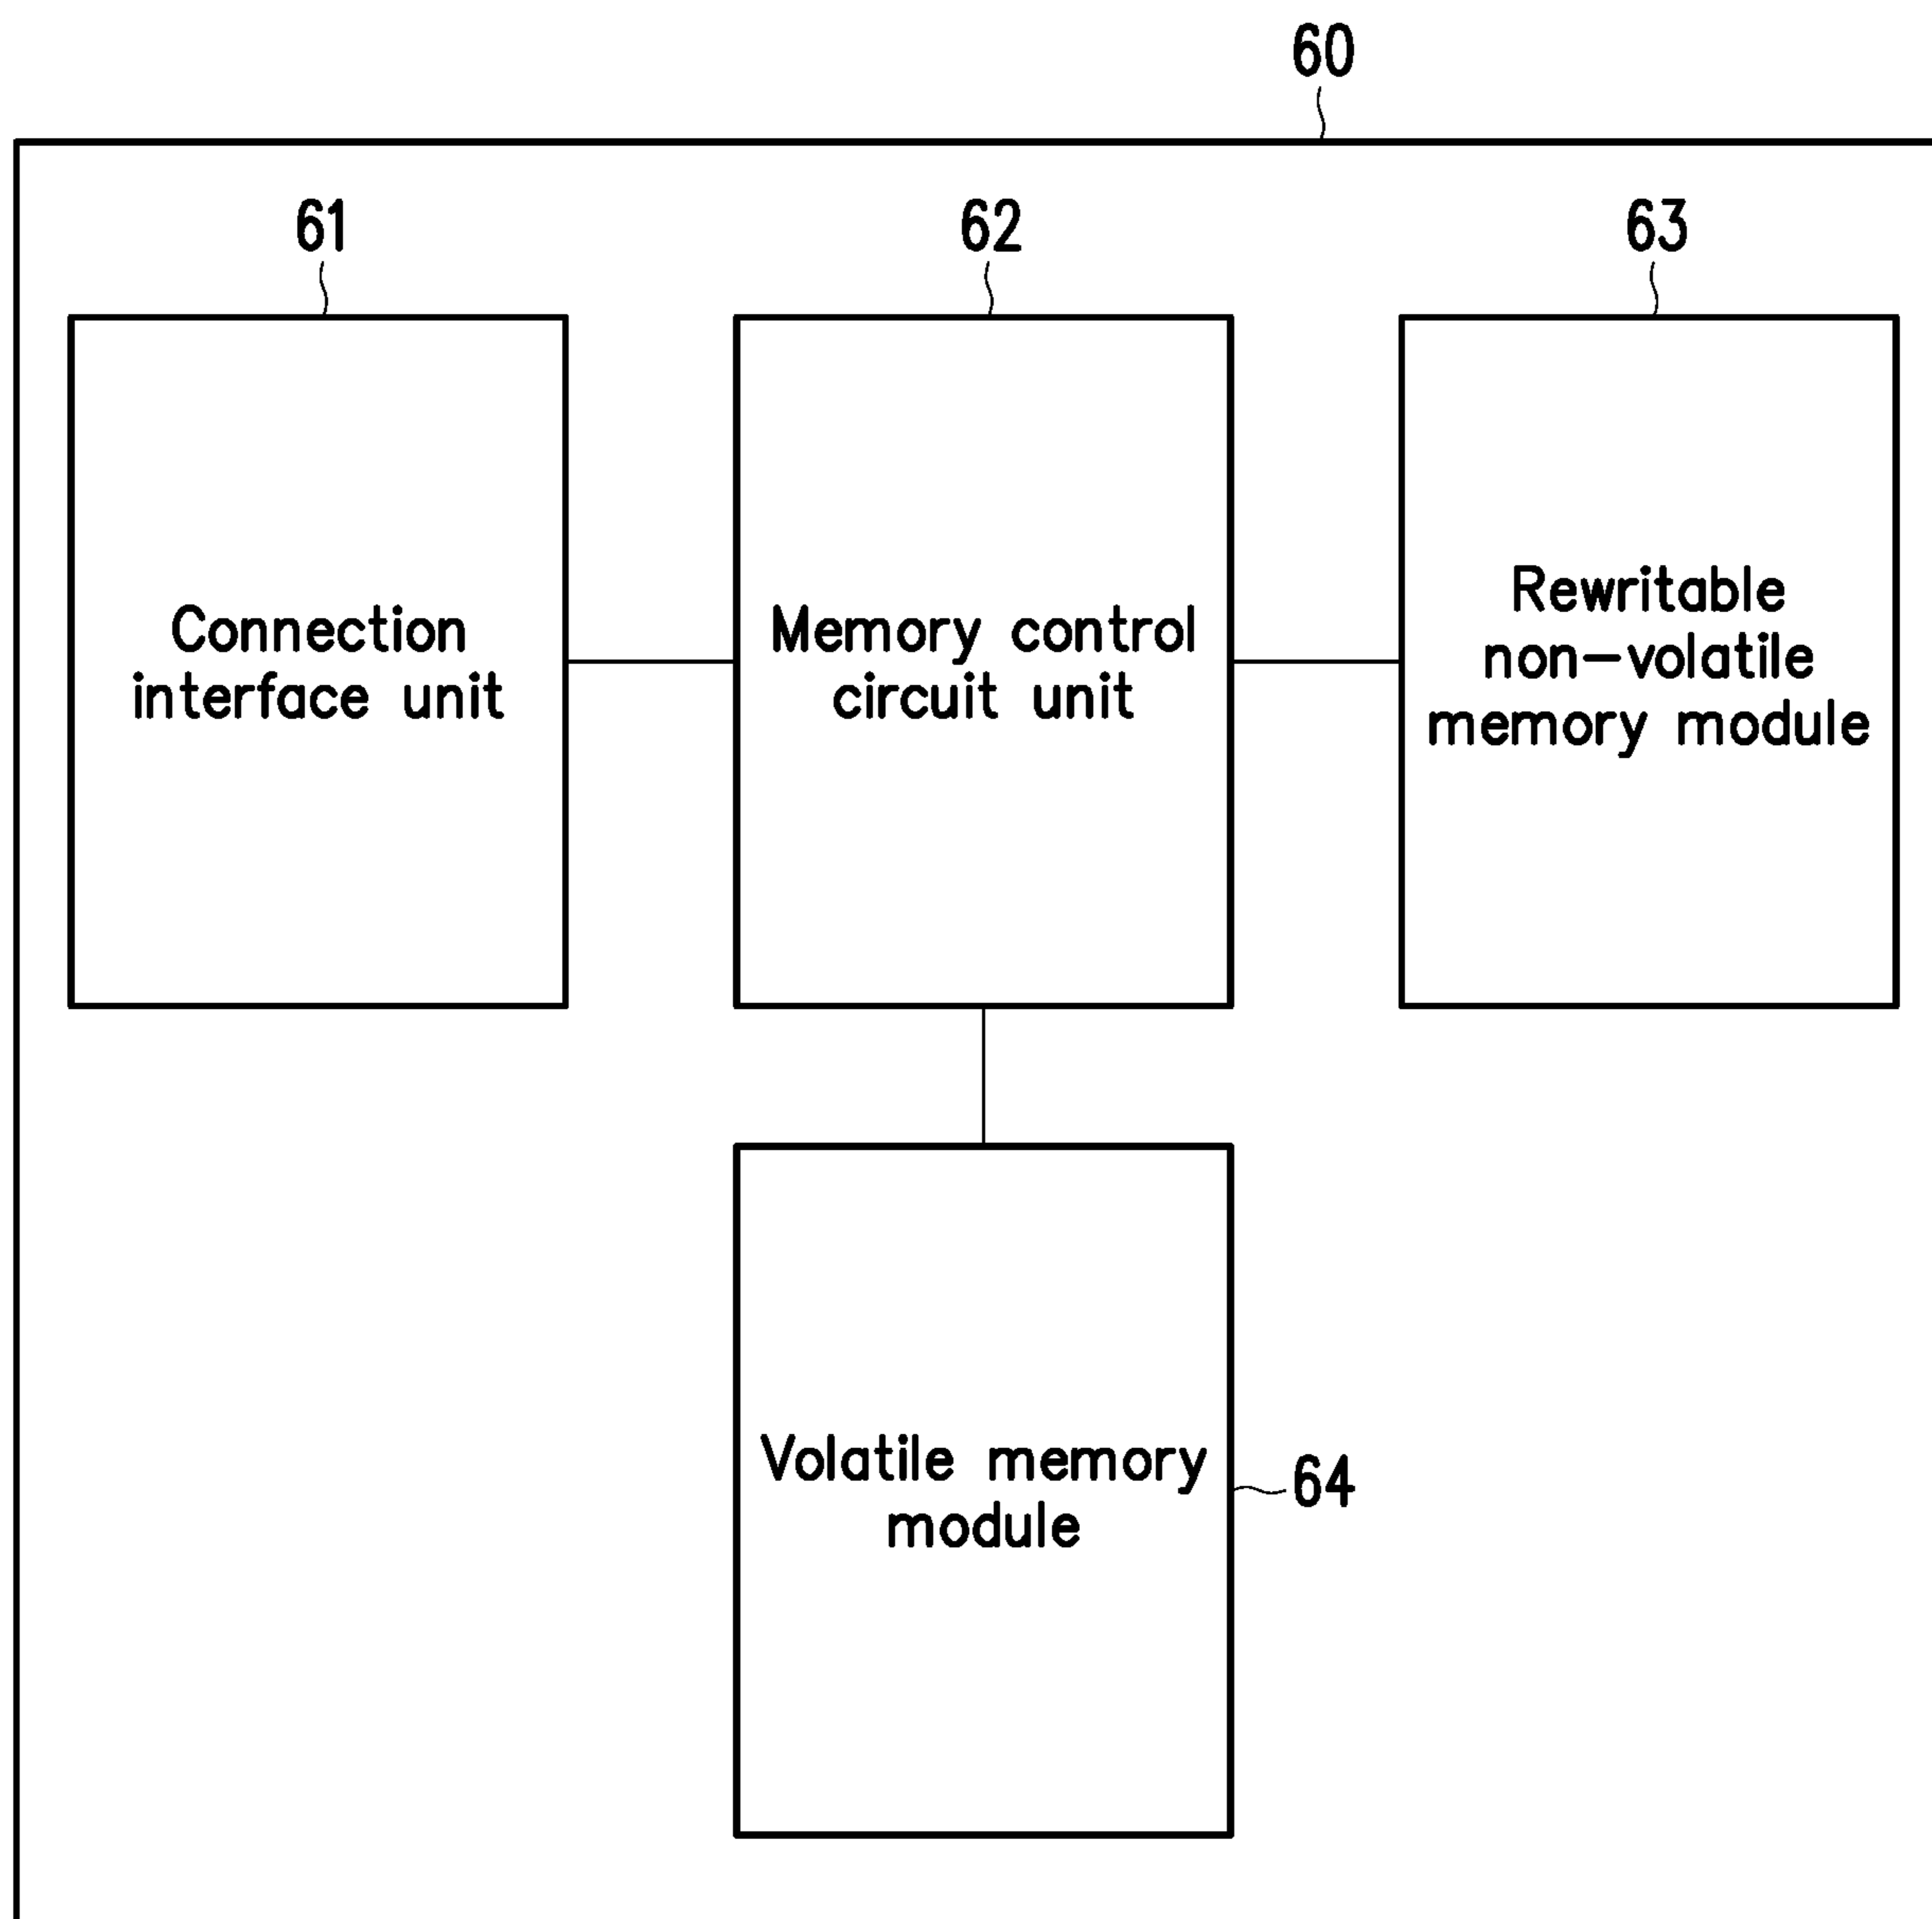 60
61
62
63
Connection
interface unit
Memory control
circuit unit
Rewritable
non-volatile
memory module
Volatile memory
module
64